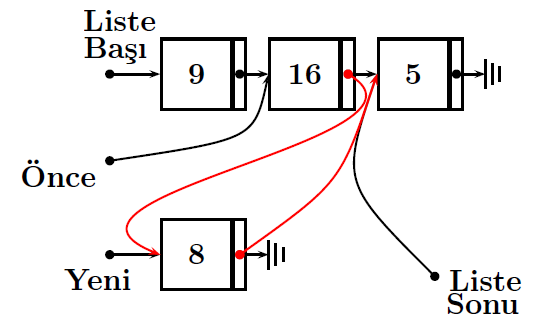 Liste
Başı
9
16
5
Önce
8
Yeni
Liste
Sonu